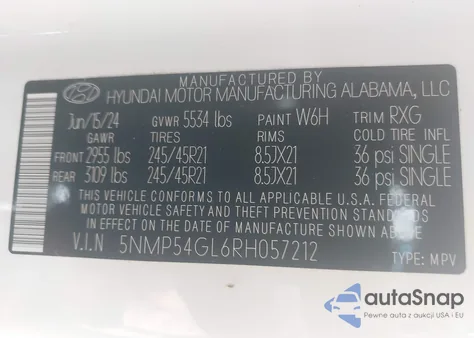 MANUFACTURED BY
HYUNDAI MOTOR MANUFACTURING ALABAMA, LLC
Jun/15/24 GVWR 5534 lbs PAINT W6H TRIM RXG
GAWR TIRES RIMS COLD TIRE INFL.
FRONT 2955 lbs 245/45R21 8.5JX21 36 psi SINGLE
REAR 3109 lbs 245/45R21 8.5JX21 36 psi SINGLE
THIS VEHICLE CONFORMS TO ALL APPLICABLE U.S.A. FEDERAL
MOTOR VEHICLE SAFETY AND THEFT PREVENTION STANDARDS
IN EFFECT ON THE DATE OF MANUFACTURE SHOWN ABOVE.
V.I.N 5NMP54GL6RH057212 TYPE: MPV
autoSnap
Pewne auta z dostawą z USA i EU